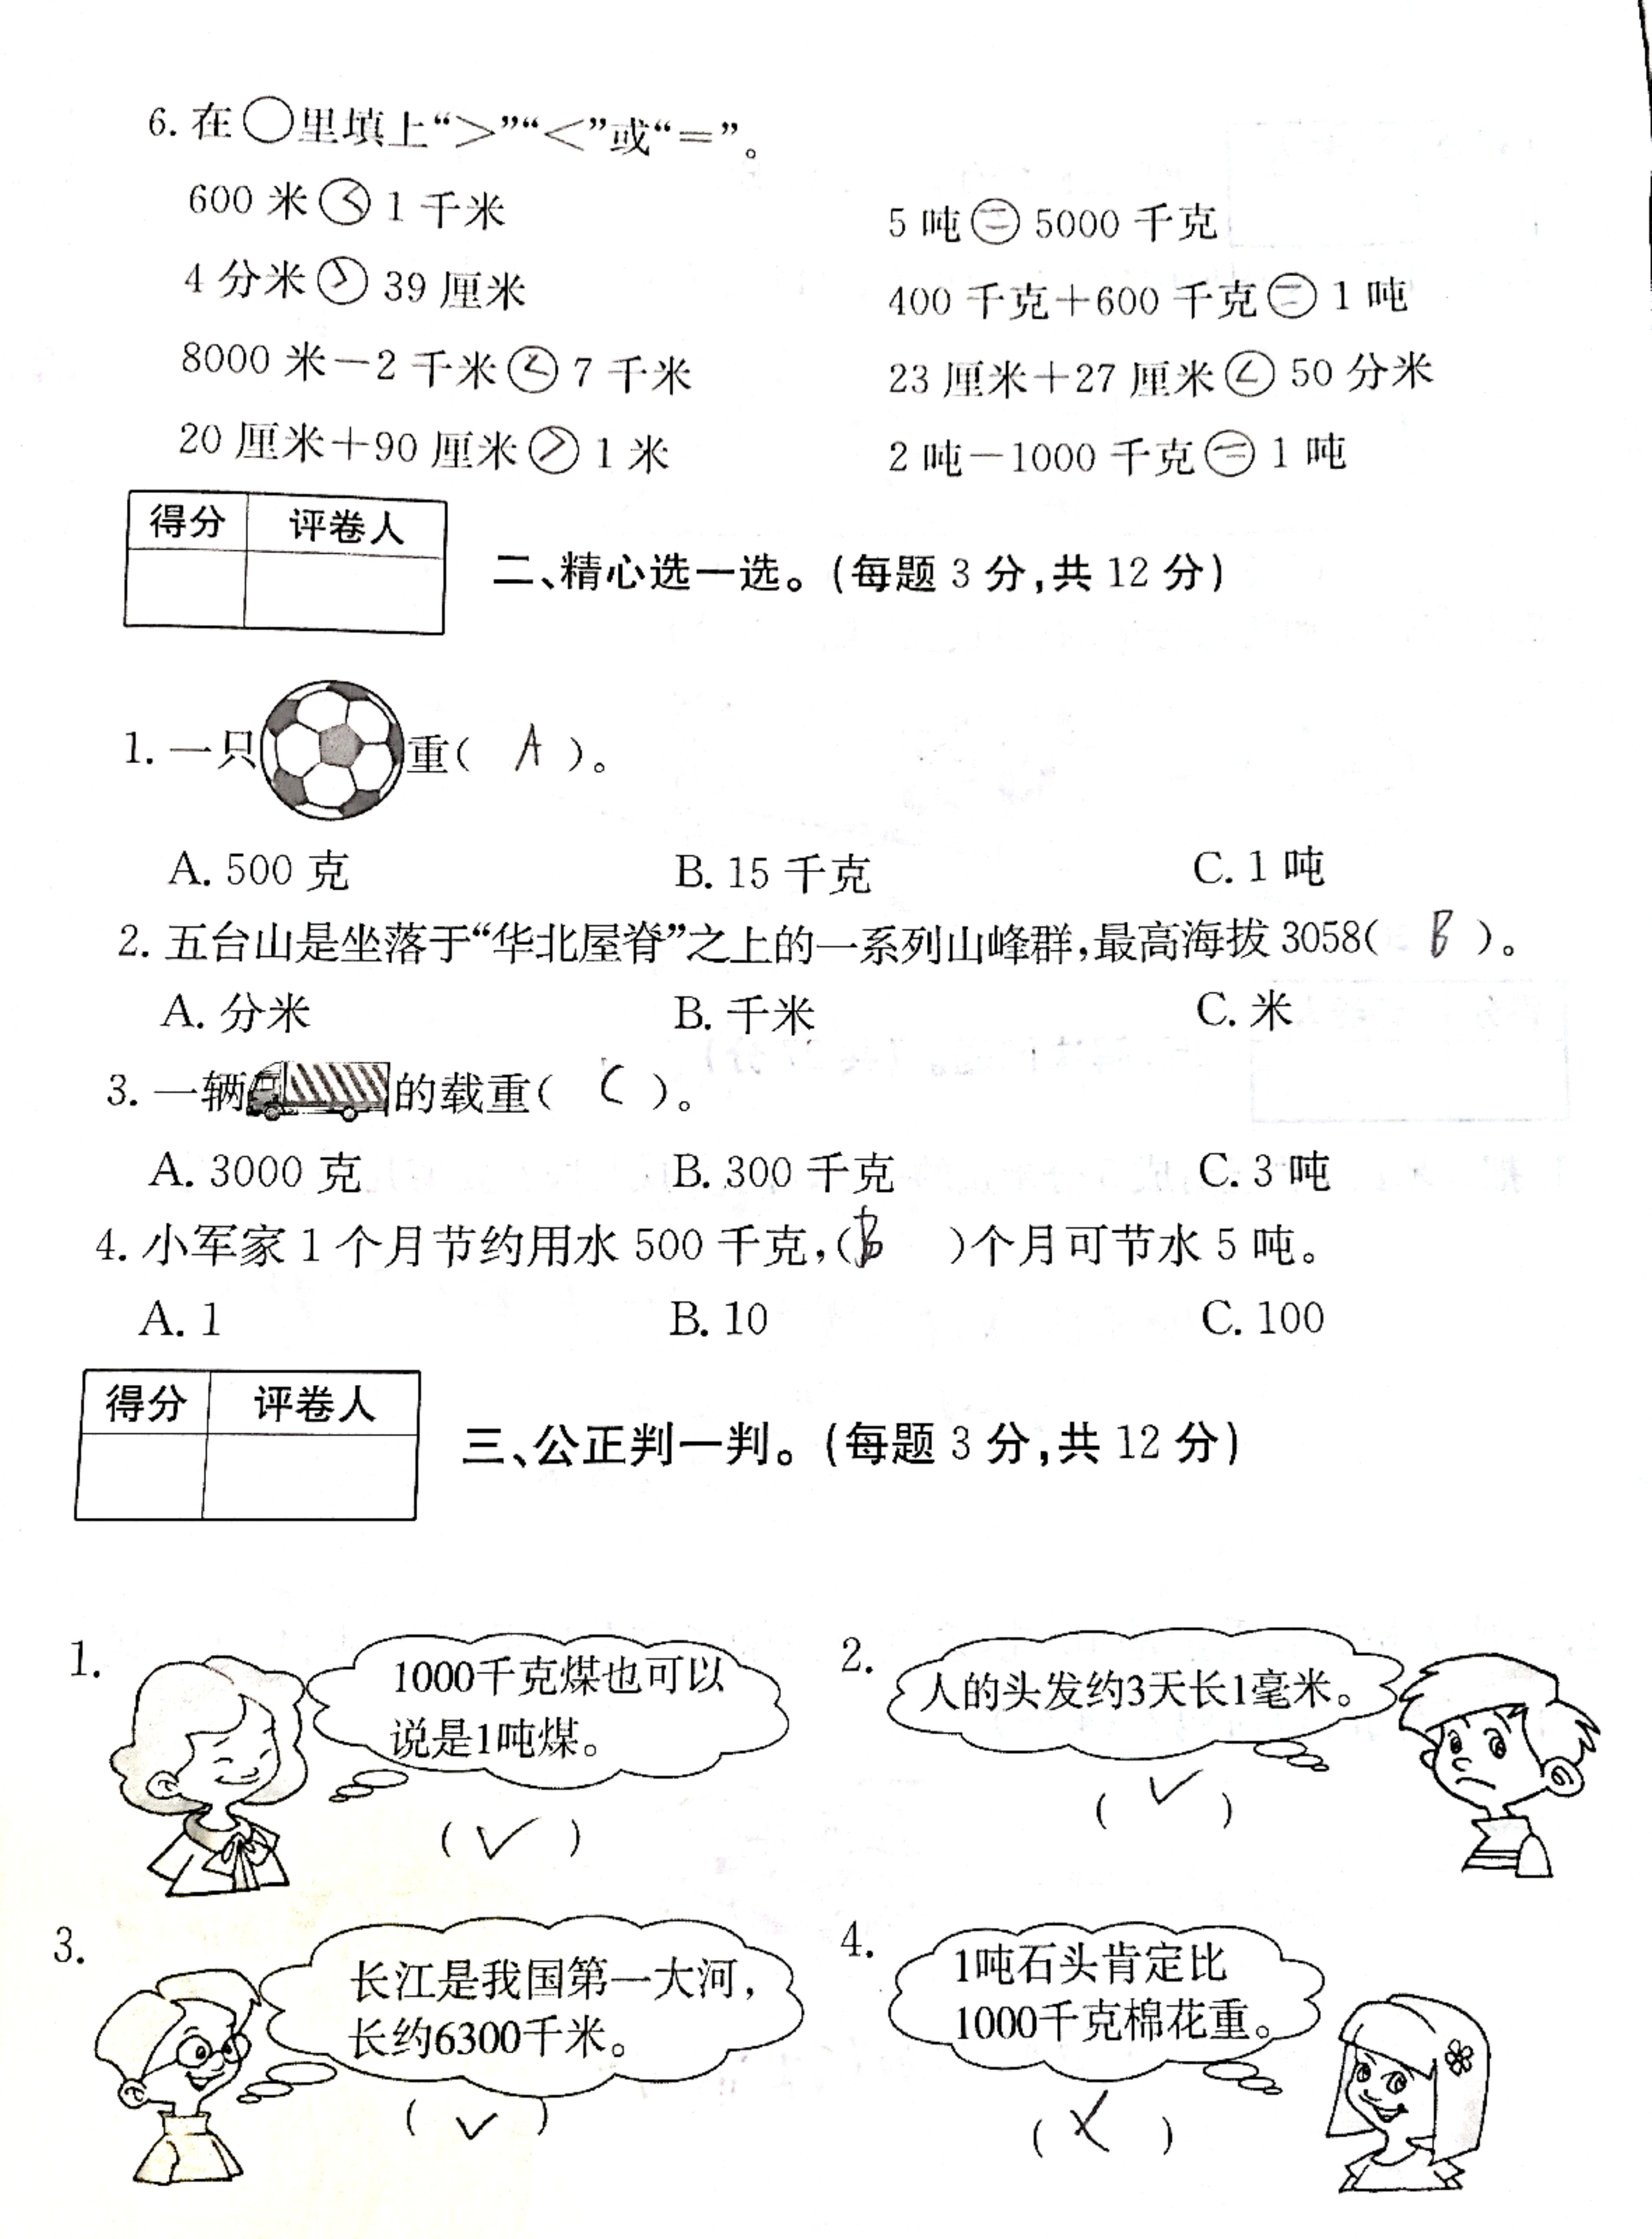 6. 在○里填上“>”“<”或“=”。
600 米 < 1 千米
5 吨 = 5000 千克
4 分米 > 39 厘米
400 千克+600 千克 = 1 吨
8000 米-2 千米 < 7 千米
23 厘米+27 厘米 < 50 分米
20 厘米+90 厘米 > 1 米
2 吨-1000 千克 = 1 吨
得分 评卷人
二、精心选一选。(每题 3 分,共 12 分)
1. 一只 重( A )。
A. 500 克 B. 15 千克 C. 1 吨
2. 五台山是坐落于“华北屋脊”之上的一系列山峰群,最高海拔 3058( B )。
A. 分米 B. 千米 C. 米
3. 一辆 的载重( C )。
A. 3000 克 B. 300 千克 C. 3 吨
4. 小军家 1 个月节约用水 500 千克,( B )个月可节水 5 吨。
A. 1 B. 10 C. 100
得分 评卷人
三、公正判一判。(每题 3 分,共 12 分)
1.
1000千克煤也可以
说是1吨煤。
( ✓ )
2.
人的头发约3天长1毫米。
( ✓ )
3.
长江是我国第一大河,
长约6300千米。
( ✓ )
4.
1吨石头肯定比
1000千克棉花重。
( X )